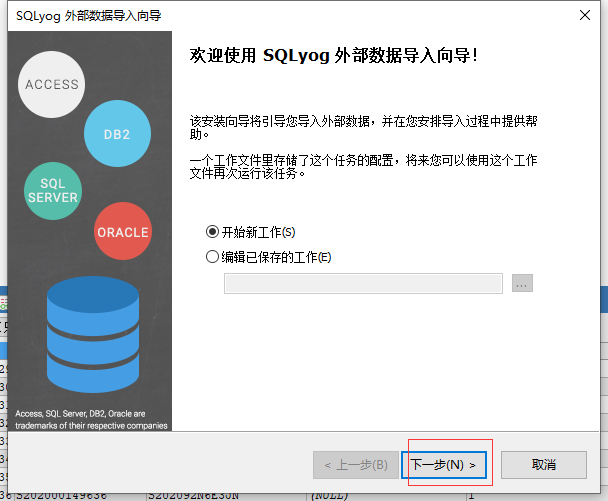 SQLyog 外部数据导入向导
欢迎使用 SQLyog 外部数据导入向导！
ACCESS
DB2
SQL
SERVER
ORACLE
该安装向导将引导您导入外部数据，并在您安排导入过程中提供帮
助。
一个工作文件里存储了这个任务的配置，将来您可以使用这个工作
文件再次运行该任务。
开始新工作(S)
编辑已保存的工作(E)
...
Access, SQL Server, DB2, Oracle are
trademarks of their respective companies
< 上一步(B)
下一步(N) >
取消
36
S202000149636
S202092N6E3JN
(NULL)
1